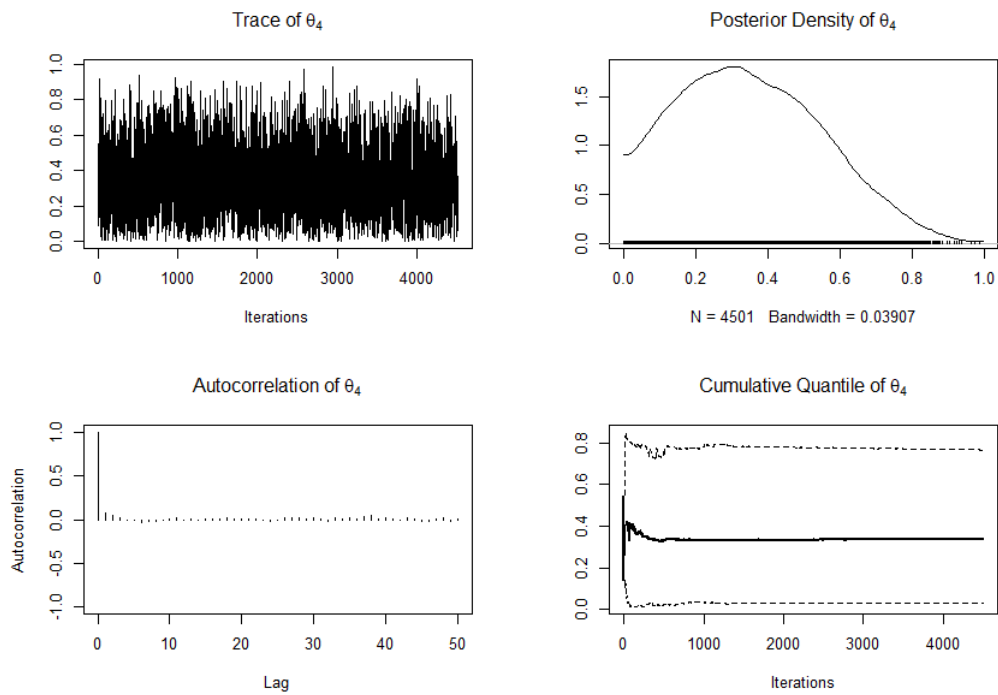 Trace of θ₄
1.0
0.8
0.6
0.4
0.2
0.0
0 1000 2000 3000 4000
Iterations
Posterior Density of θ₄
1.5
1.0
0.5
0.0
0.0 0.2 0.4 0.6 0.8 1.0
N = 4501 Bandwidth = 0.03907
Autocorrelation of θ₄
Autocorrelation
1.0
0.5
0.0
-0.5
-1.0
0 10 20 30 40 50
Lag
Cumulative Quantile of θ₄
0.8
0.6
0.4
0.2
0.0
0 1000 2000 3000 4000
Iterations